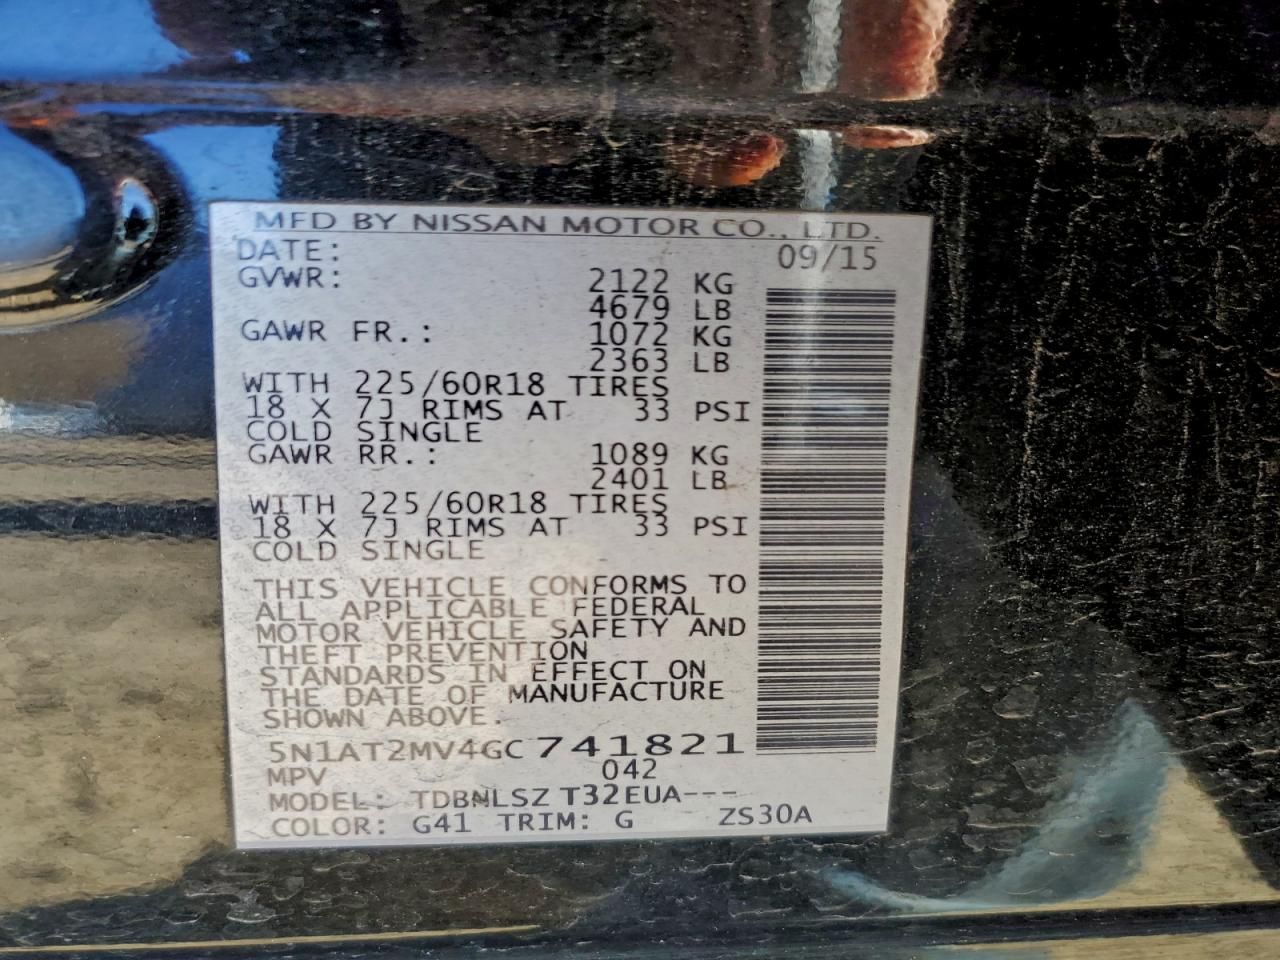 MFD BY NISSAN MOTOR CO., LTD.
DATE: 09/15
GVWR: 2122 KG
4679 LB
GAWR FR.: 1072 KG
2363 LB
WITH 225/60R18 TIRES
18 X 7J RIMS AT 33 PSI
COLD SINGLE
GAWR RR.: 1089 KG
2401 LB
WITH 225/60R18 TIRES
18 X 7J RIMS AT 33 PSI
COLD SINGLE
THIS VEHICLE CONFORMS TO
ALL APPLICABLE FEDERAL
MOTOR VEHICLE SAFETY AND
THEFT PREVENTION
STANDARDS IN EFFECT ON
THE DATE OF MANUFACTURE
SHOWN ABOVE.
5N1AT2MV4GC741821
MPV 042
MODEL: TDBNLSZ T32EUA---
COLOR: G41 TRIM: G ZS30A